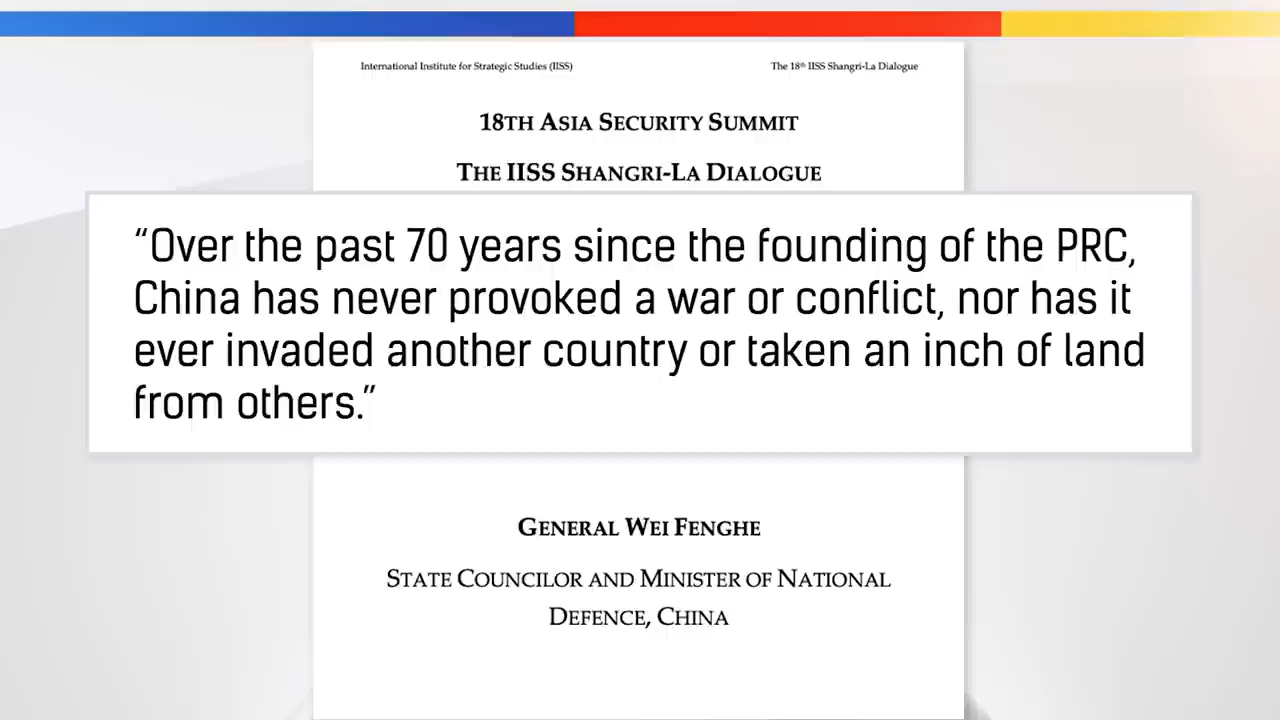 International Institute for Strategic Studies (IISS)
The 18th IISS Shangri-La Dialogue
18TH ASIA SECURITY SUMMIT
THE IISS SHANGRI-LA DIALOGUE
“Over the past 70 years since the founding of the PRC,
China has never provoked a war or conflict, nor has it
ever invaded another country or taken an inch of land
from others.”
GENERAL WEI FENGHE
STATE COUNCILOR AND MINISTER OF NATIONAL
DEFENCE, CHINA